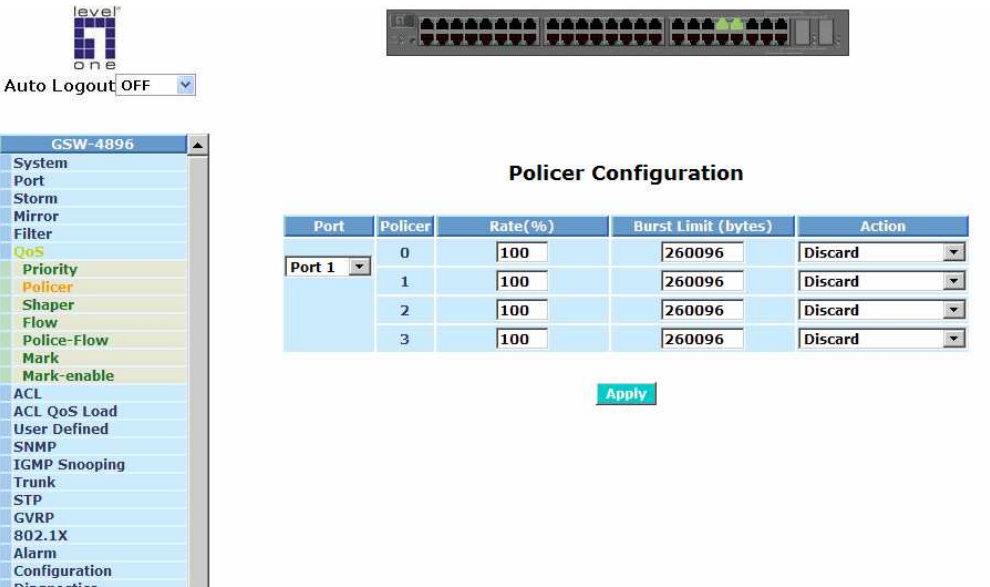 level
one
Auto Logout OFF
GSW-4896
System
Port
Storm
Mirror
Filter
QoS
Priority
Policer
Shaper
Flow
Police-Flow
Mark
Mark-enable
ACL
ACL QoS Load
User Defined
SNMP
IGMP Snooping
Trunk
STP
GVRP
802.1X
Alarm
Configuration
Diagnostics
Policer Configuration
Port Policer Rate(%) Burst Limit (bytes) Action
Port 1 0 100 260096 Discard
1 100 260096 Discard
2 100 260096 Discard
3 100 260096 Discard
Apply